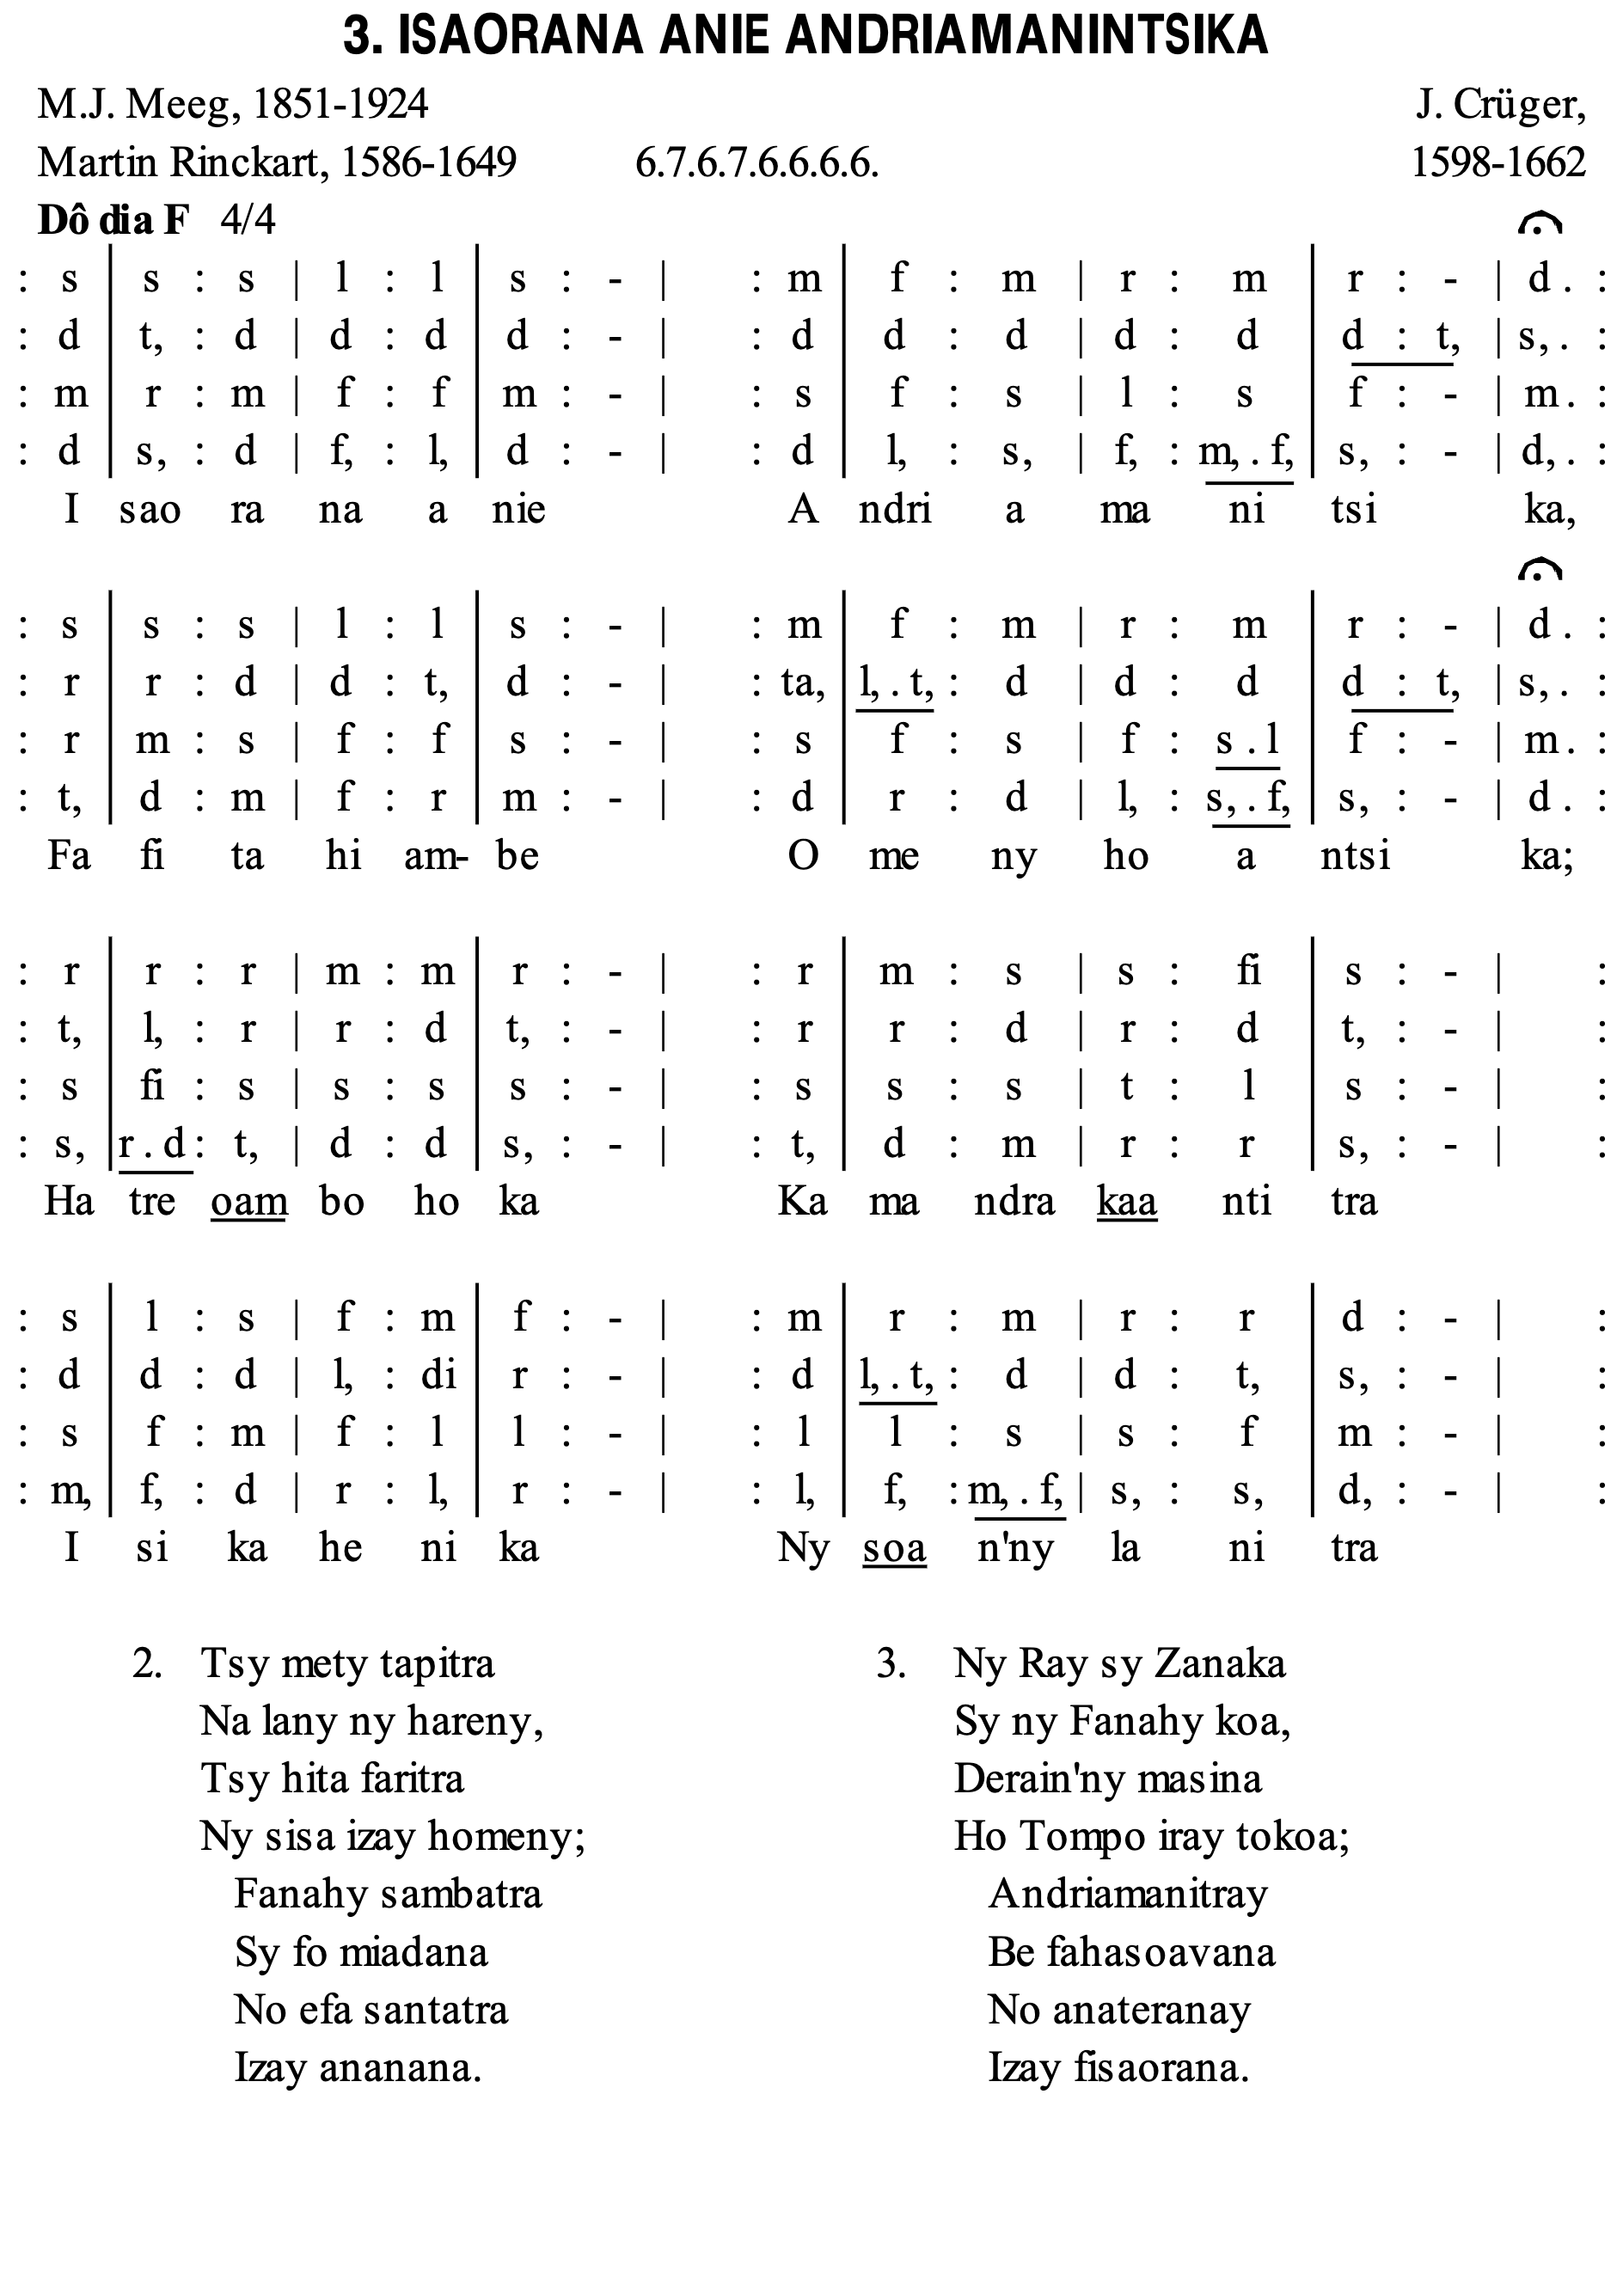 3. ISAORANA ANIE ANDRIAMANINTSIKA
M.J. Meeg, 1851-1924 J. Crüger,
Martin Rinckart, 1586-1649 6.7.6.7.6.6.6.6. 1598-1662
Dô dia F 4/4
: s | s : s | l : l | s : - | : m | f : m | r : m | r : - | d . :
: d | t, : d | d : d | d : - | : d | d : d | d : d | d : t, | s, . :
: m | r : m | f : f | m : - | : s | f : s | l : s | f : - | m . :
: d | s, : d | f, : l, | d : - | : d | l, : s, | f, : m, . f, | s, : - | d, . :
I sao ra na a nie A ndri a ma ni tsi ka,
: s | s : s | l : l | s : - | : m | f : m | r : m | r : - | d . :
: r | r : d | d : t, | d : - | : ta, | l, . t, : d | d : d | d : t, | s, . :
: r | m : s | f : f | s : - | : s | f : s | f : s . l | f : - | m . :
: t, | d : m | f : r | m : - | : d | r : d | l, : s, . f, | s, : - | d . :
Fa fi ta hi am- be O me ny ho a ntsi ka;
: r | r : r | m : m | r : - | : r | m : s | s : fi | s : - | :
: t, | l, : r | r : d | t, : - | : r | r : d | r : d | t, : - | :
: s | fi : s | s : s | s : - | : s | s : s | t : l | s : - | :
: s, | r . d : t, | d : d | s, : - | : t, | d : m | r : r | s, : - | :
Ha tre oam bo ho ka Ka ma ndra kaa nti tra
: s | l : s | f : m | f : - | : m | r : m | r : r | d : - | :
: d | d : d | l, : di | r : - | : d | l, . t, : d | d : t, | s, : - | :
: s | f : m | f : l | l : - | : l | l : s | s : f | m : - | :
: m, | f, : d | r : l, | r : - | : l, | f, : m, . f, | s, : s, | d, : - | :
I si ka he ni ka Ny soa n'ny la ni tra
2. Tsy mety tapitra
Na lany ny hareny,
Tsy hita faritra
Ny sisa izay homeny;
Fanahy sambatra
Sy fo miadana
No efa santatra
Izay ananana.
3. Ny Ray sy Zanaka
Sy ny Fanahy koa,
Derain'ny masina
Ho Tompo iray tokoa;
Andriamanitray
Be fahasoavana
No anateranay
Izay fisaorana.